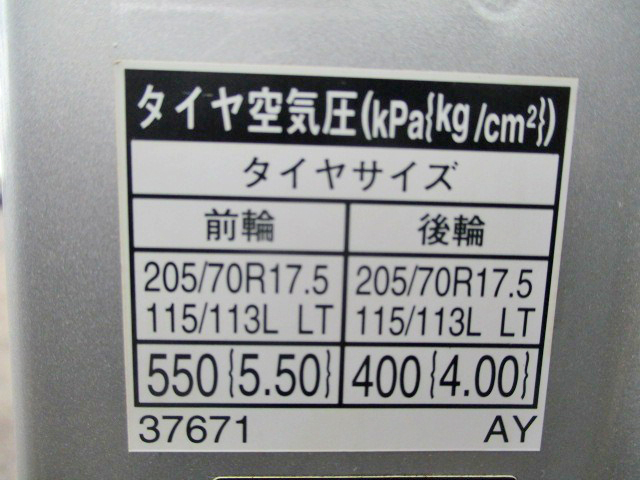 タイヤ空気圧(kPa{kg/cm²})
タイヤサイズ
前輪 後輪
205/70R17.5 205/70R17.5
115/113L LT 115/113L LT
550{5.50} 400{4.00}
37671 AY